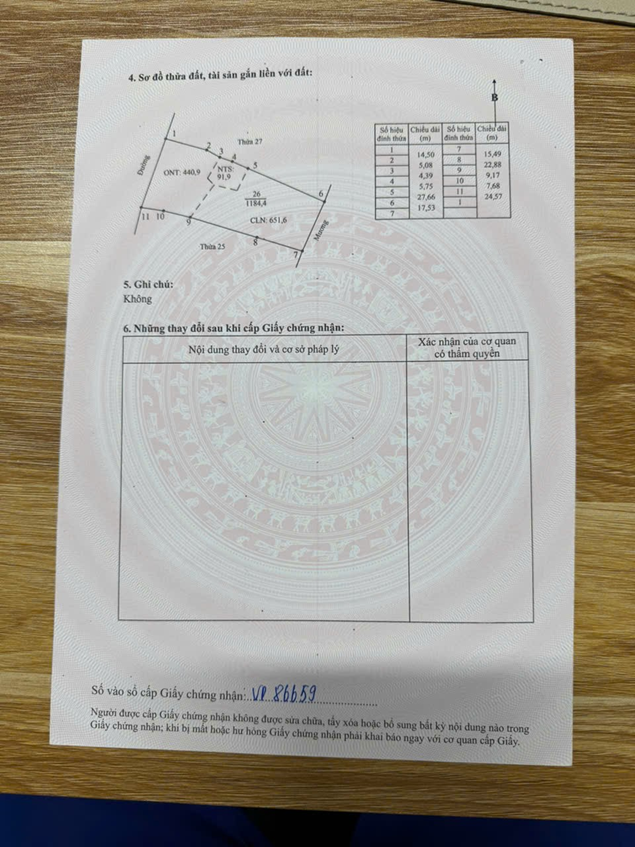 4. Sơ đồ thửa đất, tài sản gắn liền với đất:
B
1
2
3
4
5
6
7
8
9
10
11
Thửa 27
Đường
ONT: 440,9
NTS:
91,9
26
1184,4
CLN: 651,6
Thửa 25
Mương
Số hiệu đỉnh thửa Chiều dài (m) Số hiệu đỉnh thửa Chiều dài (m)
1 7
14,50 15,49
2 8
5,08 22,88
3 9
4,39 9,17
4 10
5,75 7,68
5 11
27,66 24,57
6 1
17,53
7
5. Ghi chú:
Không
6. Những thay đổi sau khi cấp Giấy chứng nhận:
Nội dung thay đổi và cơ sở pháp lý
Xác nhận của cơ quan
có thẩm quyền
Số vào sổ cấp Giấy chứng nhận: VP 86659
Người được cấp Giấy chứng nhận không được sửa chữa, tẩy xóa hoặc bổ sung bất kỳ nội dung nào trong
Giấy chứng nhận; khi bị mất hoặc hư hỏng Giấy chứng nhận phải khai báo ngay với cơ quan cấp Giấy.